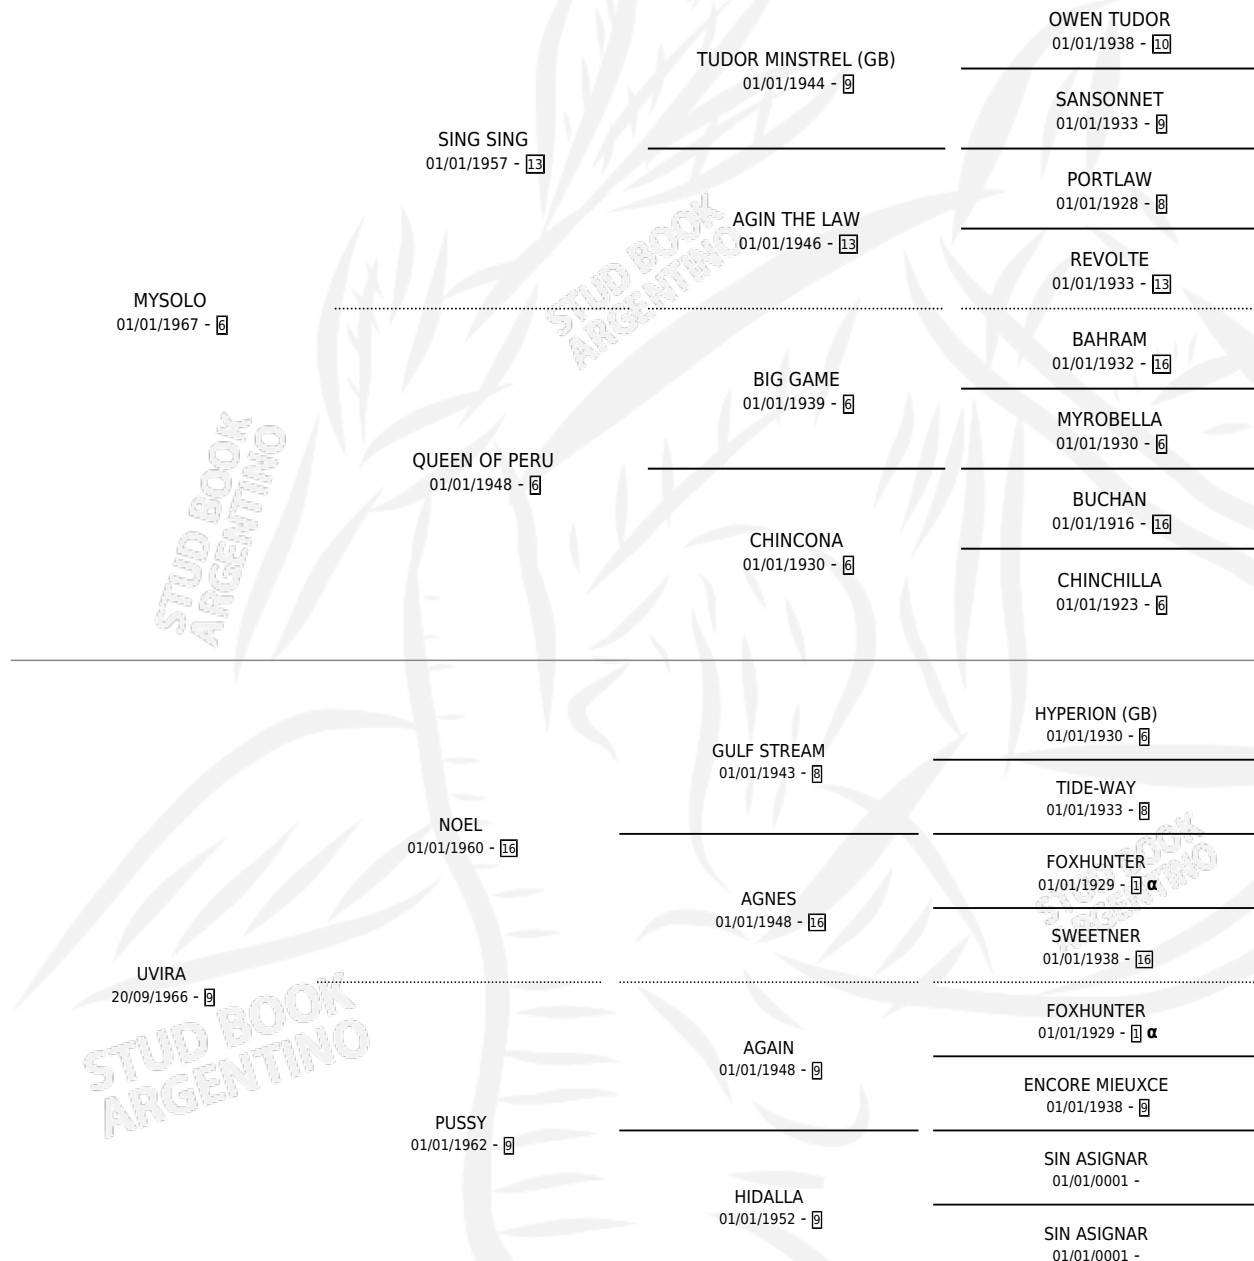 OWEN TUDOR
01/01/1938 - 10
TUDOR MINSTREL (GB)
01/01/1944 - 9
SANSONNET
01/01/1933 - 9
SING SING
01/01/1957 - 13
PORTLAW
01/01/1928 - 8
AGIN THE LAW
01/01/1946 - 13
REVOLTE
01/01/1933 - 13
MYSOLO
01/01/1967 - 6
BAHRAM
01/01/1932 - 16
BIG GAME
01/01/1939 - 6
MYROBELLA
01/01/1930 - 6
QUEEN OF PERU
01/01/1948 - 6
BUCHAN
01/01/1916 - 16
CHINCONA
01/01/1930 - 6
CHINCHILLA
01/01/1923 - 6
HYPERION (GB)
01/01/1930 - 6
GULF STREAM
01/01/1943 - 8
TIDE-WAY
01/01/1933 - 8
NOEL
01/01/1960 - 16
FOXHUNTER
01/01/1929 - 1 α
AGNES
01/01/1948 - 16
SWEETNER
01/01/1938 - 16
UVIRA
20/09/1966 - 9
FOXHUNTER
01/01/1929 - 1 α
AGAIN
01/01/1948 - 9
ENCORE MIEUXCE
01/01/1938 - 9
PUSSY
01/01/1962 - 9
SIN ASIGNAR
01/01/0001 -
HIDALLA
01/01/1952 - 9
SIN ASIGNAR
01/01/0001 -
STUD BOOK
ARGENTINO
STUD BOOK
ARGENTINO
STUD BOOK
ARGENTINO
STUD BOOK
ARGENTINO